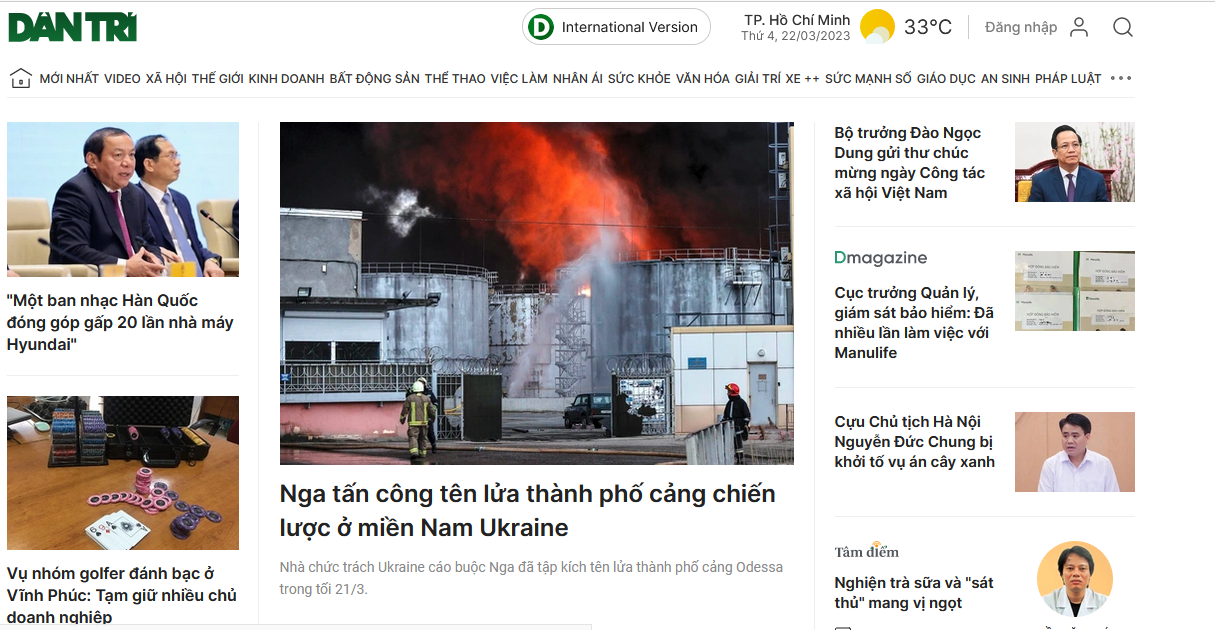 DÂN TRÍ
International Version
TP. Hồ Chí Minh
Thứ 4, 22/03/2023
33°C
Đăng nhập
MỚI NHẤT VIDEO XÃ HỘI THẾ GIỚI KINH DOANH BẤT ĐỘNG SẢN THỂ THAO VIỆC LÀM NHÂN ÁI SỨC KHỎE VĂN HÓA GIẢI TRÍ XE ++ SỨC MẠNH SỐ GIÁO DỤC AN SINH PHÁP LUẬT
"Một ban nhạc Hàn Quốc
đóng góp gấp 20 lần nhà máy
Hyundai"
Vụ nhóm golfer đánh bạc ở
Vĩnh Phúc: Tạm giữ nhiều chủ
doanh nghiệp
Nga tấn công tên lửa thành phố cảng chiến
lược ở miền Nam Ukraine
Nhà chức trách Ukraine cáo buộc Nga đã tập kích tên lửa thành phố cảng Odessa
trong tối 21/3.
Bộ trưởng Đào Ngọc
Dung gửi thư chúc
mừng ngày Công tác
xã hội Việt Nam
Dmagazine
Cục trưởng Quản lý,
giám sát bảo hiểm: Đã
nhiều lần làm việc với
Manulife
Cựu Chủ tịch Hà Nội
Nguyễn Đức Chung bị
khởi tố vụ án cây xanh
Tâm điểm
Nghiện trà sữa và "sát
thủ" mang vị ngọt